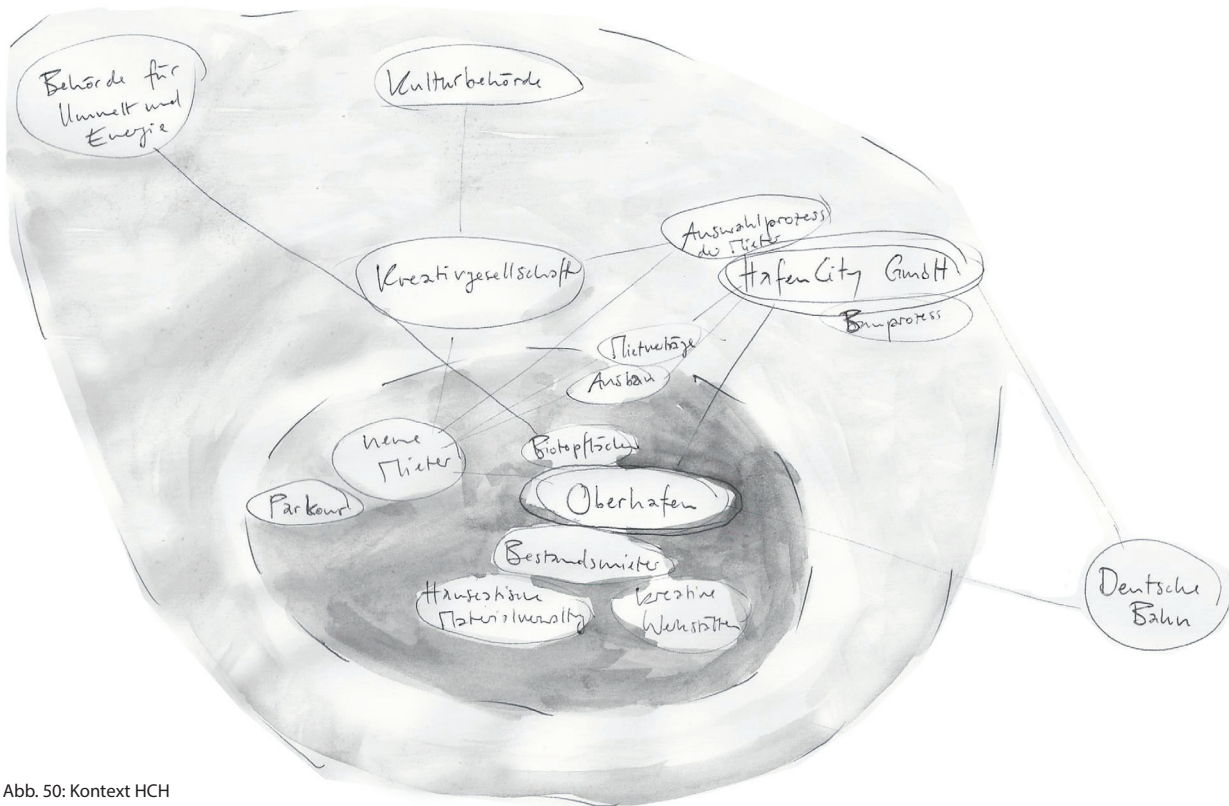 Behörde für
Umwelt und
Energie
Kulturbehörde
Auswahlprozess
der Mieter
Kreativgesellschaft
HafenCity GmbH
Bauprozess
Mietverträge
Ausbau
neue
Mieter
Biotopflächen
Parkour
Oberhafen
Bestandsmieter
Hanseatische
Materialverwaltg
kreative
Werkstätten
Deutsche
Bahn
Abb. 50: Kontext HCH